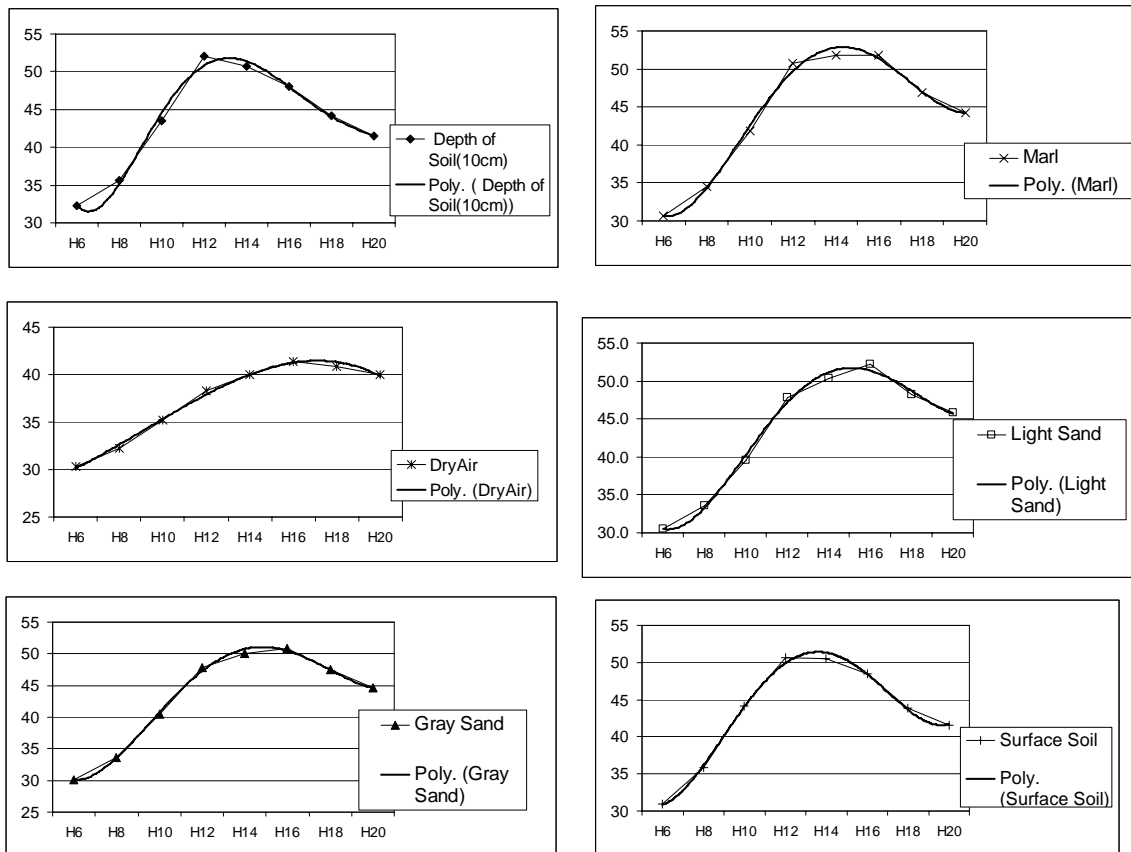 55
50
45
40
35
30
H6 H8 H10 H12 H14 H16 H18 H20
Depth of
Soil(10cm)
Poly. ( Depth of
Soil(10cm))
55
50
45
40
35
30
H6 H8 H10 H12 H14 H16 H18 H20
Marl
Poly. (Marl)
45
40
35
30
25
H6 H8 H10 H12 H14 H16 H18 H20
DryAir
Poly. (DryAir)
55.0
50.0
45.0
40.0
35.0
30.0
H6 H8 H10 H12 H14 H16 H18 H20
Light Sand
Poly. (Light
Sand)
55
50
45
40
35
30
25
H6 H8 H10 H12 H14 H16 H18 H20
Gray Sand
Poly. (Gray
Sand)
55
50
45
40
35
30
H6 H8 H10 H12 H14 H16 H18 H20
Surface Soil
Poly.
(Surface Soil)